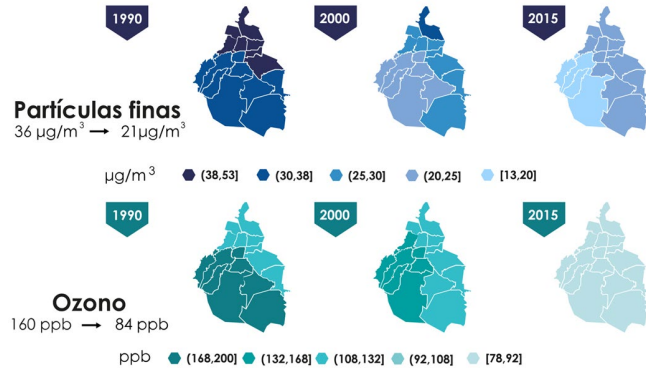 1990
2000
2015
Partículas finas
36 µg/m³ → 21µg/m³
µg/m³ (38,53] (30,38] (25,30] (20,25] [13,20]
1990
2000
2015
Ozono
160 ppb → 84 ppb
ppb (168,200] (132,168] (108,132] (92,108] [78,92]